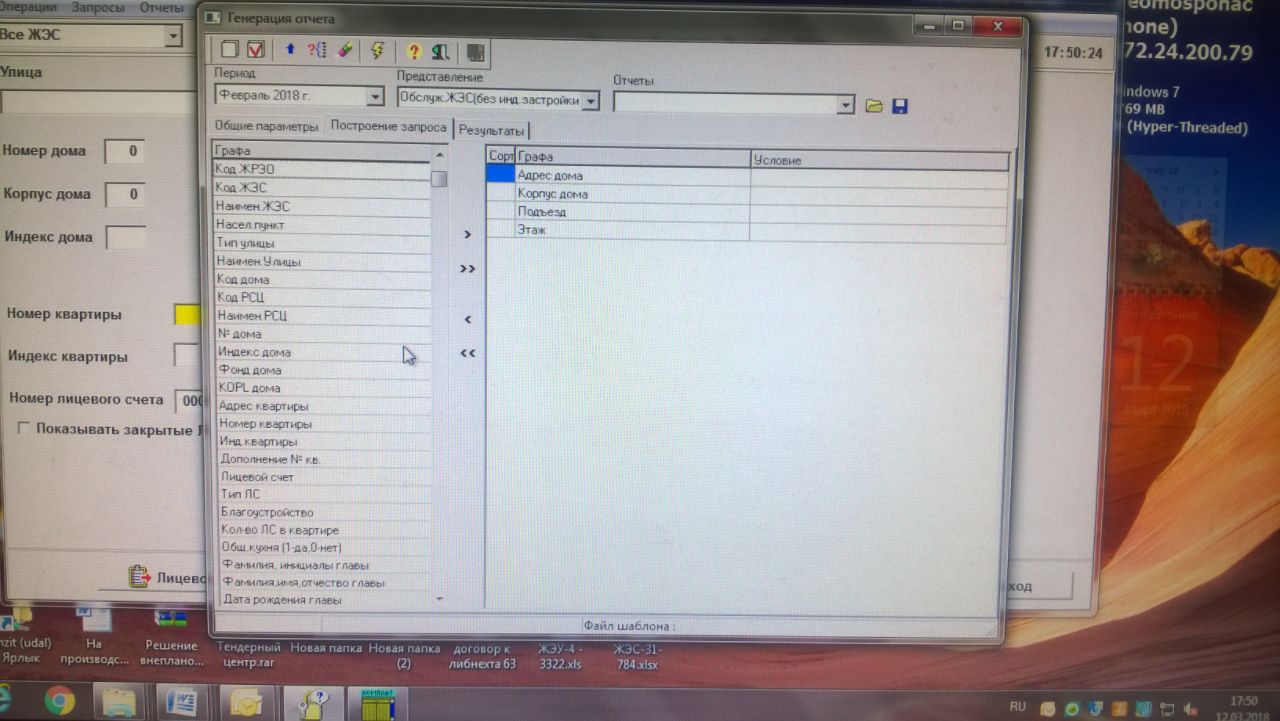 Операции Запросы Отчеты
Все ЖЭС
Улица
Номер дома 0
Корпус дома 0
Индекс дома
Номер квартиры
Индекс квартиры
Номер лицевого счета 000
Показывать закрытые Л
Лицево
Генерация отчета
Период
Февраль 2018 г.
Представление
Обслуж.ЖЭС(без инд.застройки
Отчеты
Общие параметры Построение запроса Результаты
Графа
Код ЖРЭО
Код ЖЭС
Наимен.ЖЭС
Насел.пункт
Тип улицы
Наимен.Улицы
Код дома
Код РСЦ
Наимен.РСЦ
№ дома
Индекс дома
Фонд дома
KOPL дома
Адрес квартиры
Номер квартиры
Инд.квартиры
Дополнение № кв.
Лицевой счет
Тип ЛС
Благоустройство
Кол-во ЛС в квартире
Общ.кухня (1-да,0-нет)
Фамилия, инициалы главы
Фамилия,имя,отчество главы
Дата рождения главы
>
>>
<
<<
Сорт Графа Условие
Адрес дома
Корпус дома
Подъезд
Этаж
Файл шаблона :
17:50:24
ход
none)
72.24.200.79
ndows 7
69 MB
(Hyper-Threaded)
понедельник
12
Март 2018
nzit (udal)
Ярлык
На
производс...
Решение
внеплано...
Тендерный
центр.rar
Новая папка
Новая папка
(2)
договор к
либнехта 63
ЖЭУ-4 -
3322.xls
ЖЭС-31-
784.xlsx
КОМПЛАТ
RU
17:50
12.03.2018